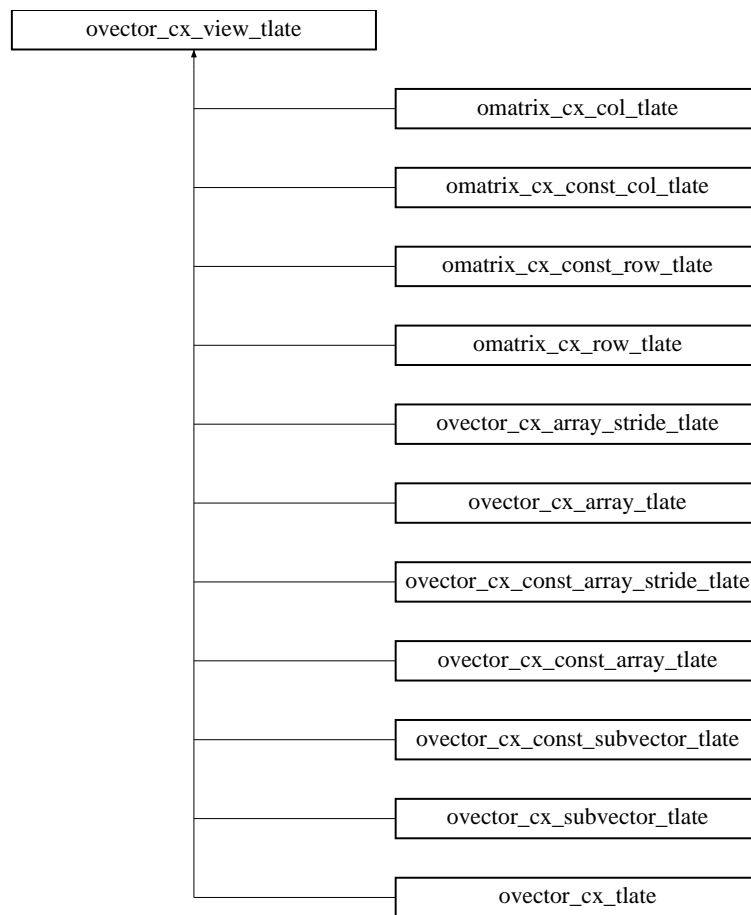 ovector_cx_view_tlate
omatrix_cx_col_tlate
omatrix_cx_const_col_tlate
omatrix_cx_const_row_tlate
omatrix_cx_row_tlate
ovector_cx_array_stride_tlate
ovector_cx_array_tlate
ovector_cx_const_array_stride_tlate
ovector_cx_const_array_tlate
ovector_cx_const_subvector_tlate
ovector_cx_subvector_tlate
ovector_cx_tlate